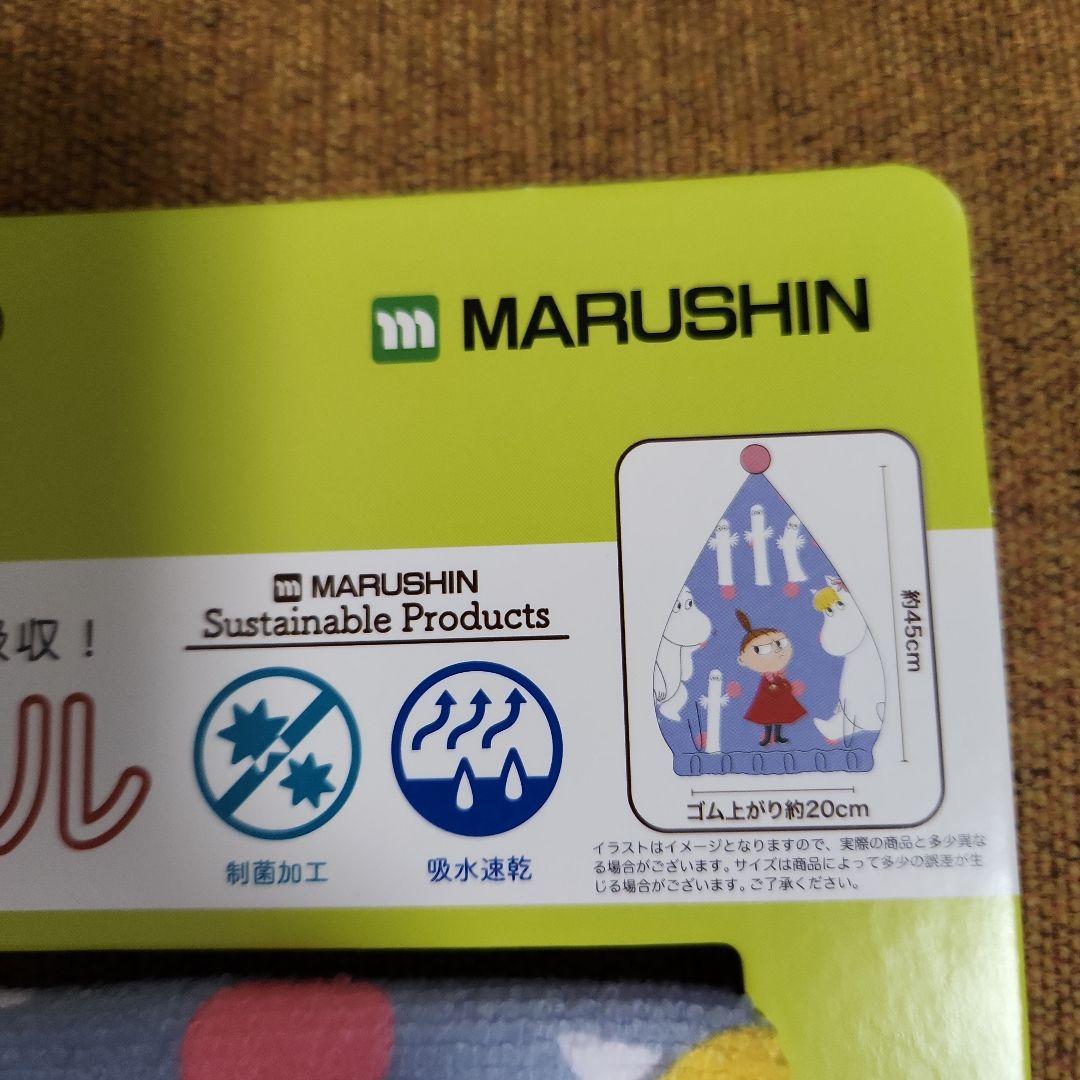 MARUSHIN
MARUSHIN
Sustainable Products
吸収！
ル
制菌加工
吸水速乾
約45cm
ゴム上がり約20cm
イラストはイメージとなりますので、実際の商品と多少異な
る場合がございます。サイズは商品によって多少の誤差が生
じる場合がございます。ご了承ください。